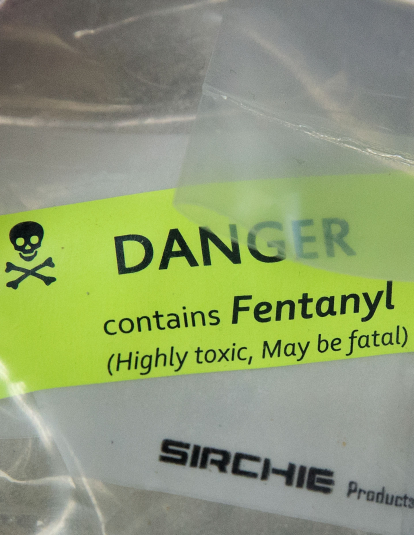 DANGER
contains Fentanyl
(Highly toxic, May be fatal)
SIRCHIE Products